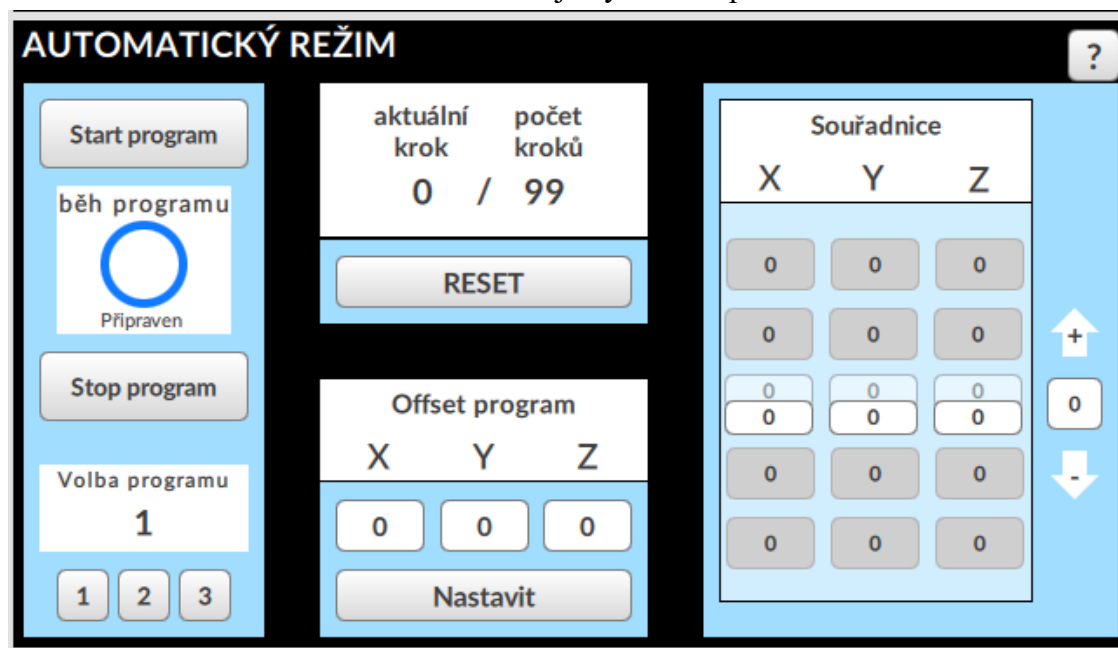 AUTOMATICKÝ REŽIM
?
Start program
běh programu
Připraven
Stop program
Volba programu
1
1 2 3
aktuální krok
počet kroků
0 / 99
RESET
Offset program
X Y Z
0 0 0
Nastavit
Souřadnice
X Y Z
0 0 0
0 0 0
0 0 0
0 0 0
0 0 0
0 0 0
+
0
-